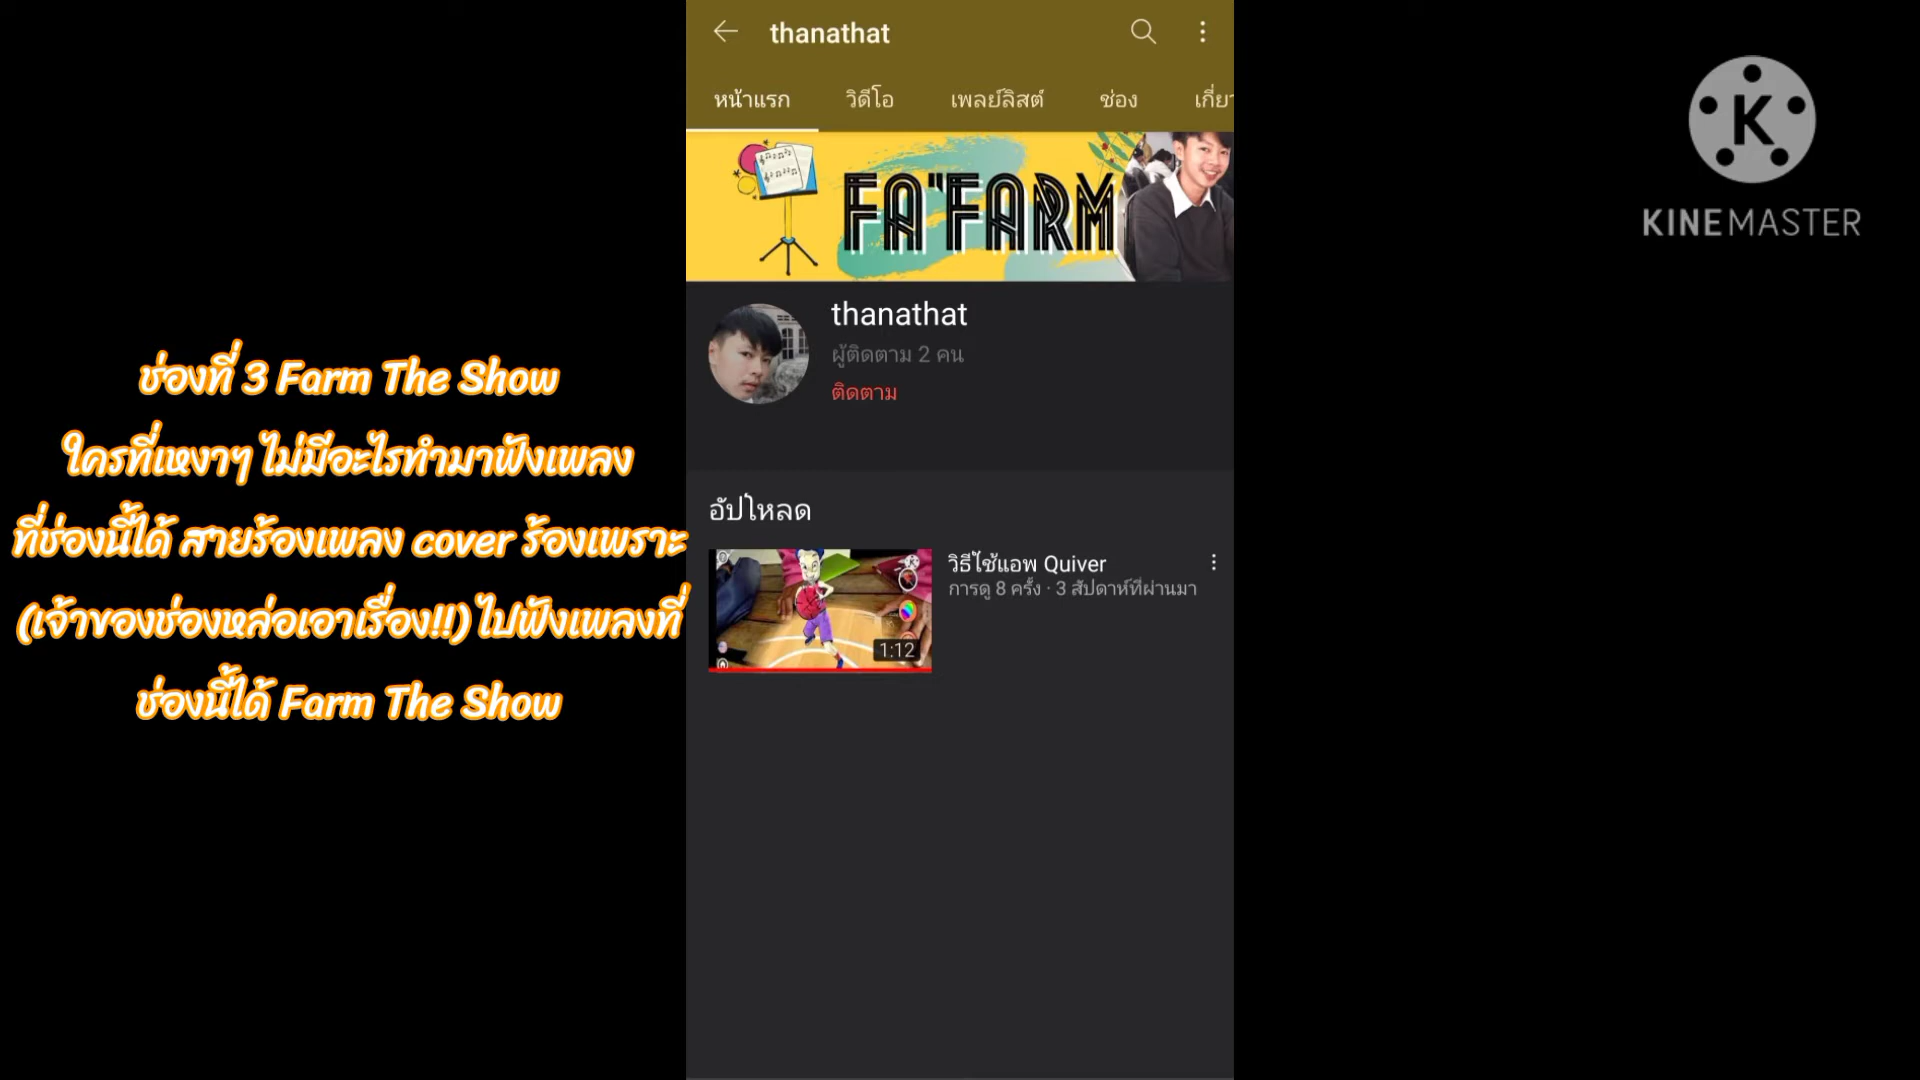 thanathat
หน้าแรก วิดีโอ เพลย์ลิสต์ ช่อง เกี่ยว
FA"FARM
thanathat
ผู้ติดตาม 2 คน
ติดตาม
อัปโหลด
วิธีใช้แอพ Quiver
การดู 8 ครั้ง · 3 สัปดาห์ที่ผ่านมา
1:12
ช่องที่ 3 Farm The Show
ใครที่เหงาๆ ไม่มีอะไรทำมาฟังเพลง
ที่ช่องนี้ได้ สายร้องเพลง cover ร้องเพราะ
(เจ้าของช่องหล่อเอาเรื่อง!!) ไปฟังเพลงที่
ช่องนี้ได้ Farm The Show
K
KINEMASTER